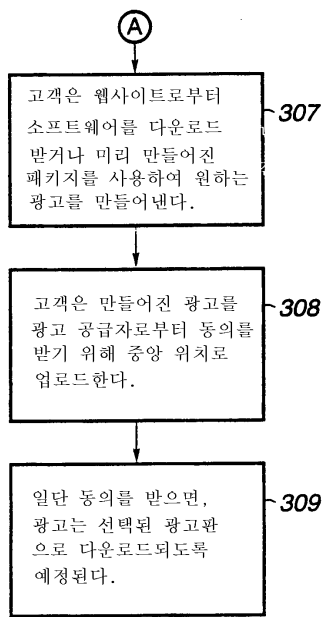 A
고객은 웹사이트로부터
소프트웨어를 다운로드
받거나 미리 만들어진
패키지를 사용하여 원하는
광고를 만들어낸다.
307
고객은 만들어진 광고를
광고 공급자로부터 동의를
받기 위해 중앙 위치로
업로드한다.
308
일단 동의를 받으면,
광고는 선택된 광고판
으로 다운로드되도록
예정된다.
309